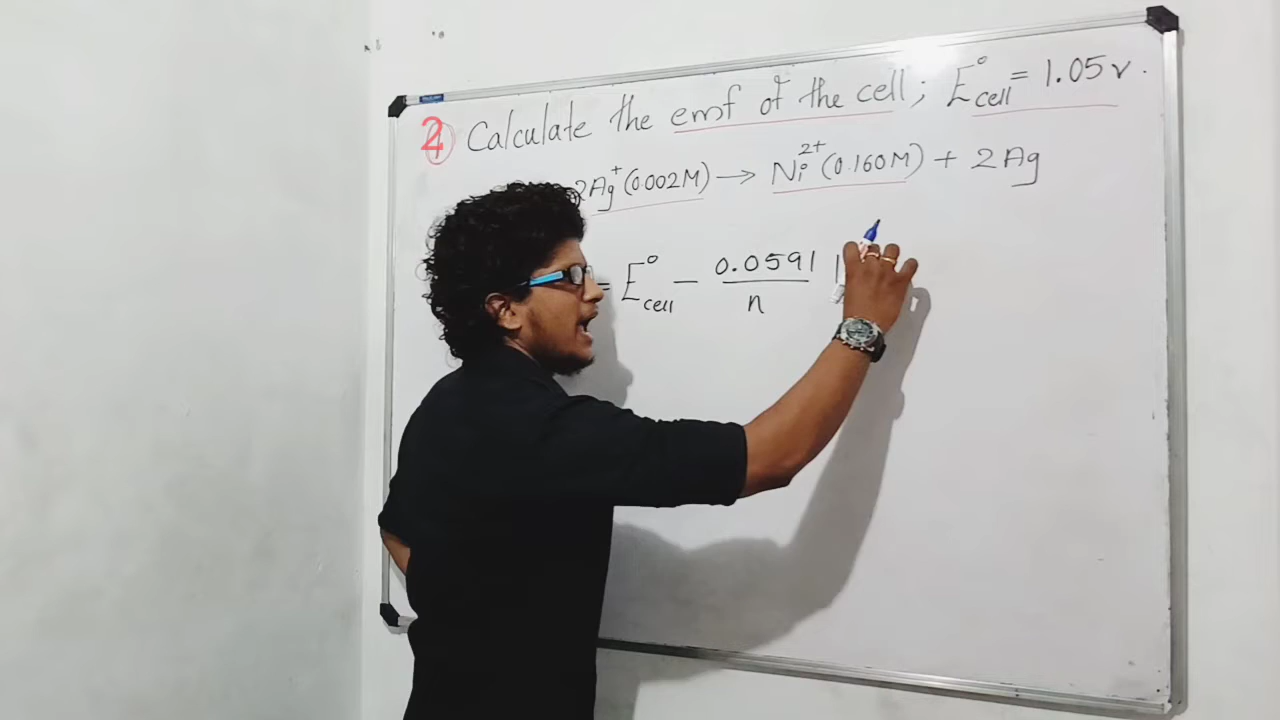 2 Calculate the emf of the cell; E°cell = 1.05 v.
2Ag⁺(0.002M) → Ni²⁺(0.160M) + 2Ag
= E°cell − 0.0591/n